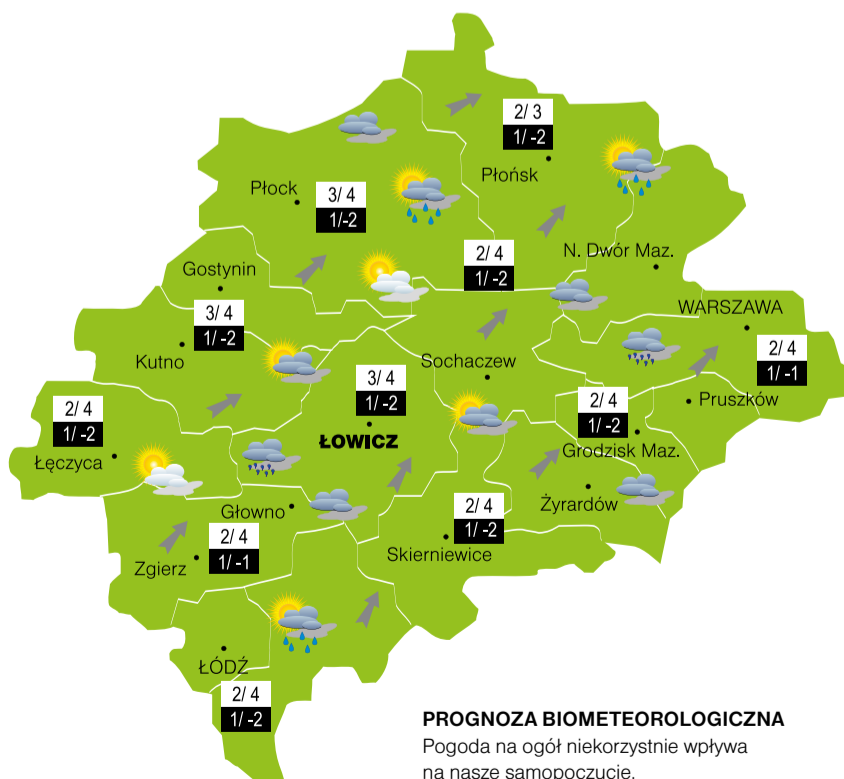 2/ 3
1/ -2
Płońsk
Płock
3/ 4
1/-2
2/ 4
1/ -2
N. Dwór Maz.
Gostynin
3/ 4
1/ -2
Kutno
WARSZAWA
2/ 4
1/ -1
Sochaczew
3/ 4
1/ -2
ŁOWICZ
Pruszków
2/ 4
1/ -2
Grodzisk Maz.
2/ 4
1/ -2
Łęczyca
Żyrardów
Głowno
2/ 4
1/ -2
Skierniewice
2/ 4
1/ -1
Zgierz
ŁÓDŹ
2/ 4
1/ -2
PROGNOZA BIOMETEOROLOGICZNA
Pogoda na ogół niekorzystnie wpływa
na nasze samopoczucie.